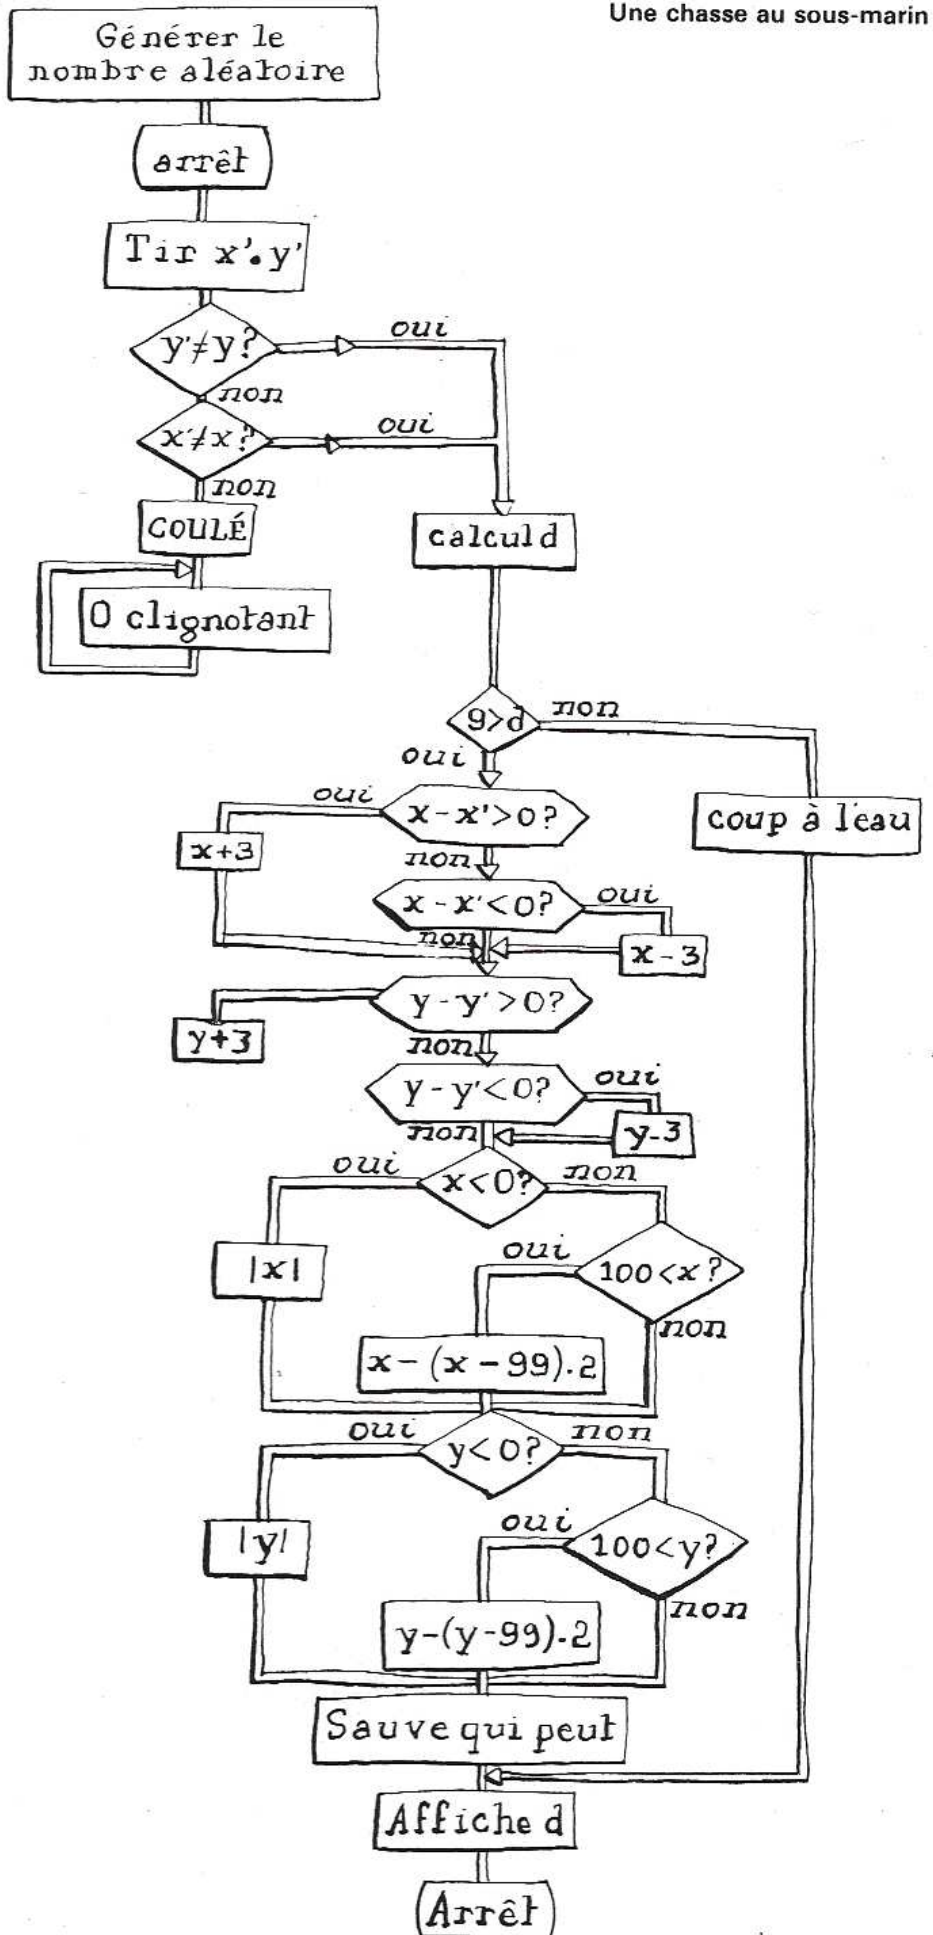 Une chasse au sous-marin
Générer le
nombre aléatoire
arrêt
Tir x'.y'
y'≠y?
oui
non
x'≠x?
oui
non
COULÉ
0 clignotant
calcul d
9>d
non
oui
coup à l'eau
x-x'>0?
oui
x+3
non
x-x'<0?
oui
x-3
non
y-y'>0?
y+3
non
y-y'<0?
oui
y-3
non
x<0?
oui
non
|x|
100<x?
oui
non
x-(x-99).2
y<0?
oui
non
|y|
100<y?
oui
non
y-(y-99).2
Sauve qui peut
Affiche d
Arrêt